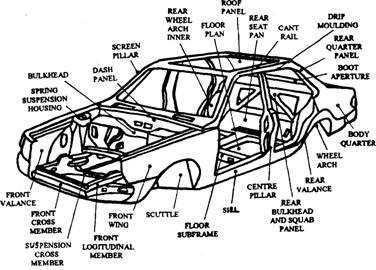 ROOF
PANEL
REAR
WHEEL
ARCH
INNER
REAR
SEAT
PAN
FLOOR
PLAN
CANT
RAIL
DRIP
MOULDING
SCREEN
PILLAR
REAR
QUARTER
PANEL
DASH
PANEL
BULKHEAD
BOOT
APERTURE
SPRING
SUSPENSION
HOUSING
BODY
QUARTER
WHEEL
ARCH
FRONT
VALANCE
FRONT
CROSS
MEMBER
SUSPENSION
CROSS
MEMBER
FRONT
LOGITUDINAL
MEMBER
FRONT
WING
SCUTTLE
FLOOR
SUBFRAME
SILL
CENTRE
PILLAR
REAR
BULKHEAD
AND SQUAB
PANEL
REAR
VALANCE